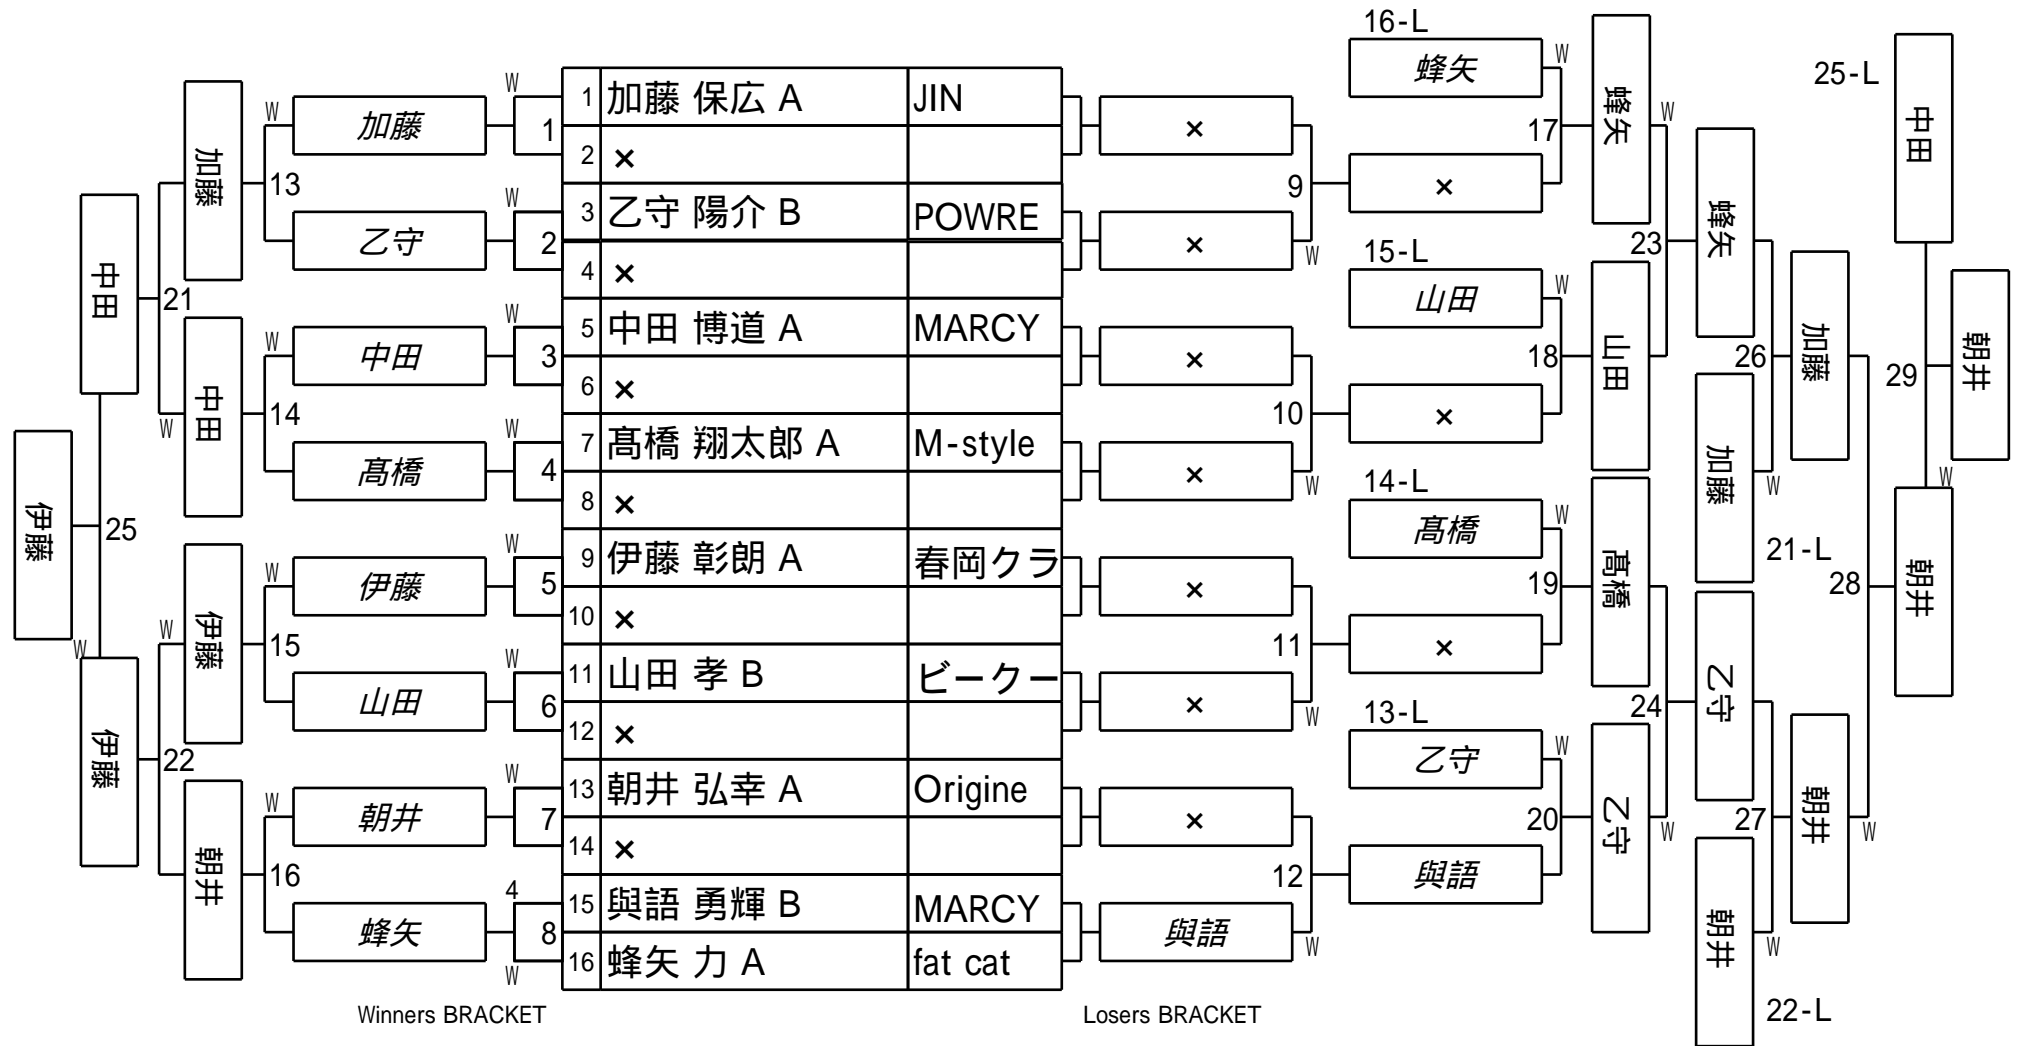 16-L
蜂矢 W
25-L
W 1 加藤 保広 A JIN
W 加藤 1 × 17 蜂矢 W 中田
2 ×
加藤 13 9 × 蜂矢
W 3 乙守 陽介 B POWRE
乙守 2 × W 23
4 × 15-L
中田 21 山田 W
W 5 中田 博道 A MARCY 加藤 朝井
W 中田 3 × 18 山田 26 29
6 × ×
W 中田 14 10
W 7 髙橋 翔太郎 A M-style
髙橋 4 × W 加藤 W W
8 × 14-L
伊藤 25 髙橋 W 21-L
W 9 伊藤 彰朗 A 春岡クラ
W 伊藤 5 × 19 髙橋 28 朝井
10 ×
W 伊藤 15 11 ×
W W 11 山田 孝 B ビークー
山田 6 × W 24 乙守
12 × 13-L
伊藤 22 乙守 W
W 13 朝井 弘幸 A Origine
W 朝井 7 × 20 乙守 W 27 朝井 W
14 ×
朝井 16 12 與語
4 15 與語 勇輝 B MARCY
蜂矢 8 與語 W 朝井 W
W 16 蜂矢 力 A fat cat
Winners BRACKET Losers BRACKET 22-L
10